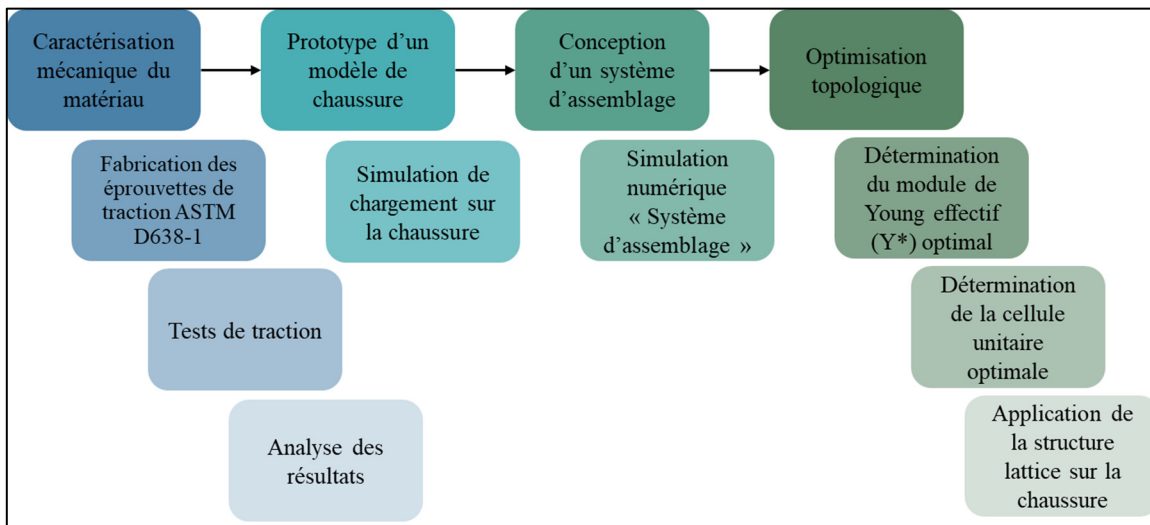 Caractérisation
mécanique du
matériau
Prototype d'un
modèle de
chaussure
Conception
d'un système
d'assemblage
Optimisation
topologique
Fabrication des
éprouvettes de
traction ASTM
D638-1
Simulation de
chargement sur
la chaussure
Simulation
numérique
« Système
d'assemblage »
Détermination
du module de
Young effectif
(Y*) optimal
Tests de traction
Détermination
de la cellule
unitaire
optimale
Analyse des
résultats
Application de
la structure
lattice sur la
chaussure